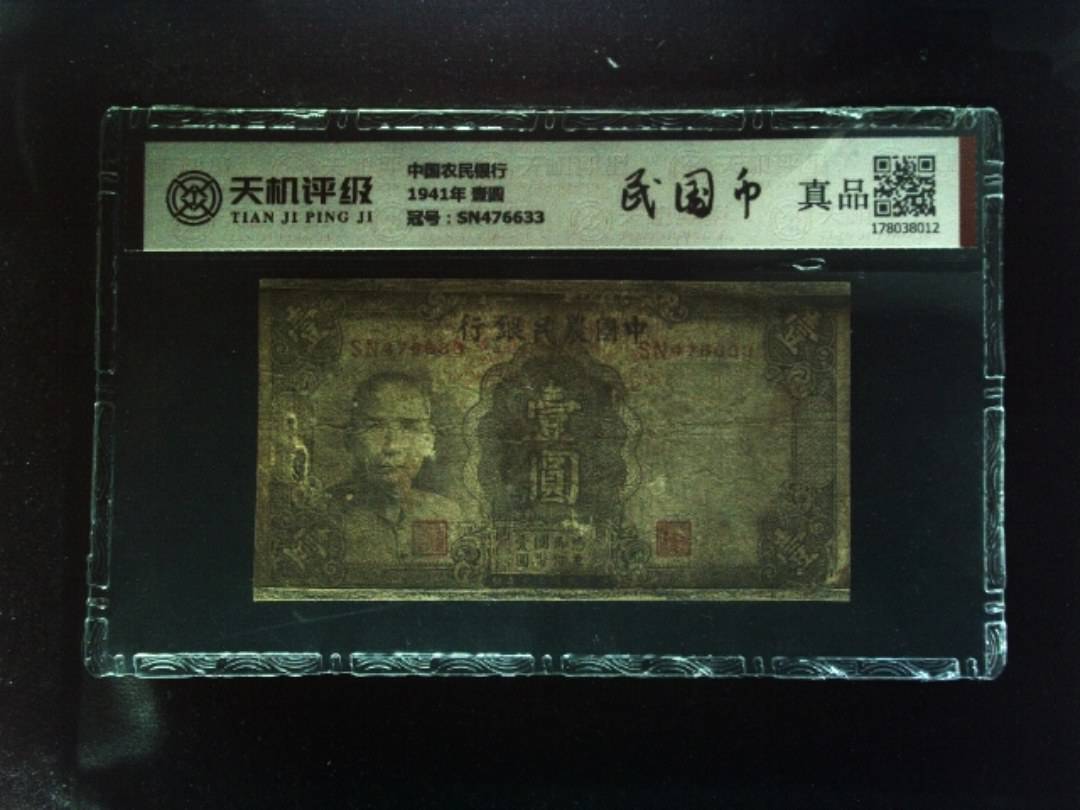 天机评级
TIAN JI PING JI
中国农民银行
1941年 壹圆
冠号：SN476633
民国币
真品
178038012
行銀民農國中
壹圓